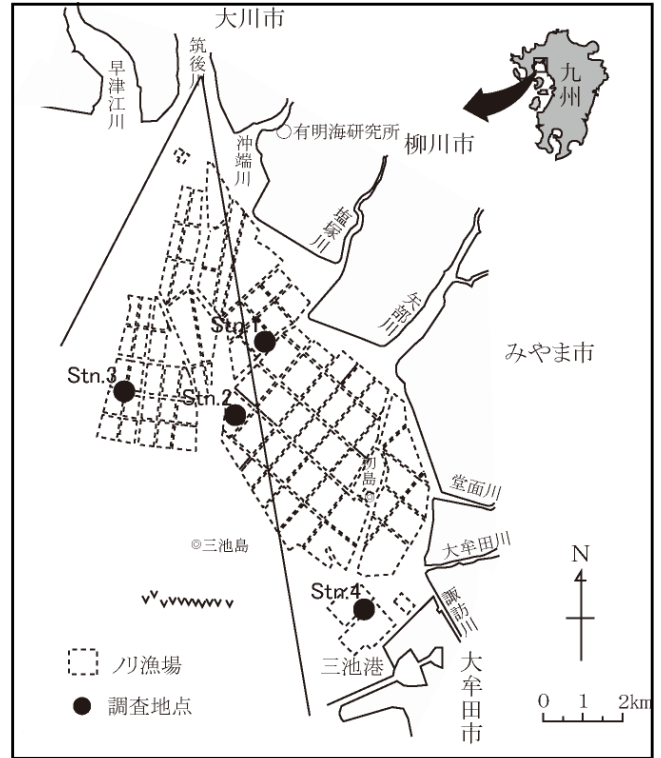 大川市
筑後川
早津江川
九州
○有明海研究所
沖端川
柳川市
塩塚川
矢部川
みやま市
Stn.1
Stn.3
Stn.2
初島
堂面川
大牟田川
三池島
諏訪川
Stn.4
N
ノリ漁場
調査地点
三池港
大牟田市
0 1 2km